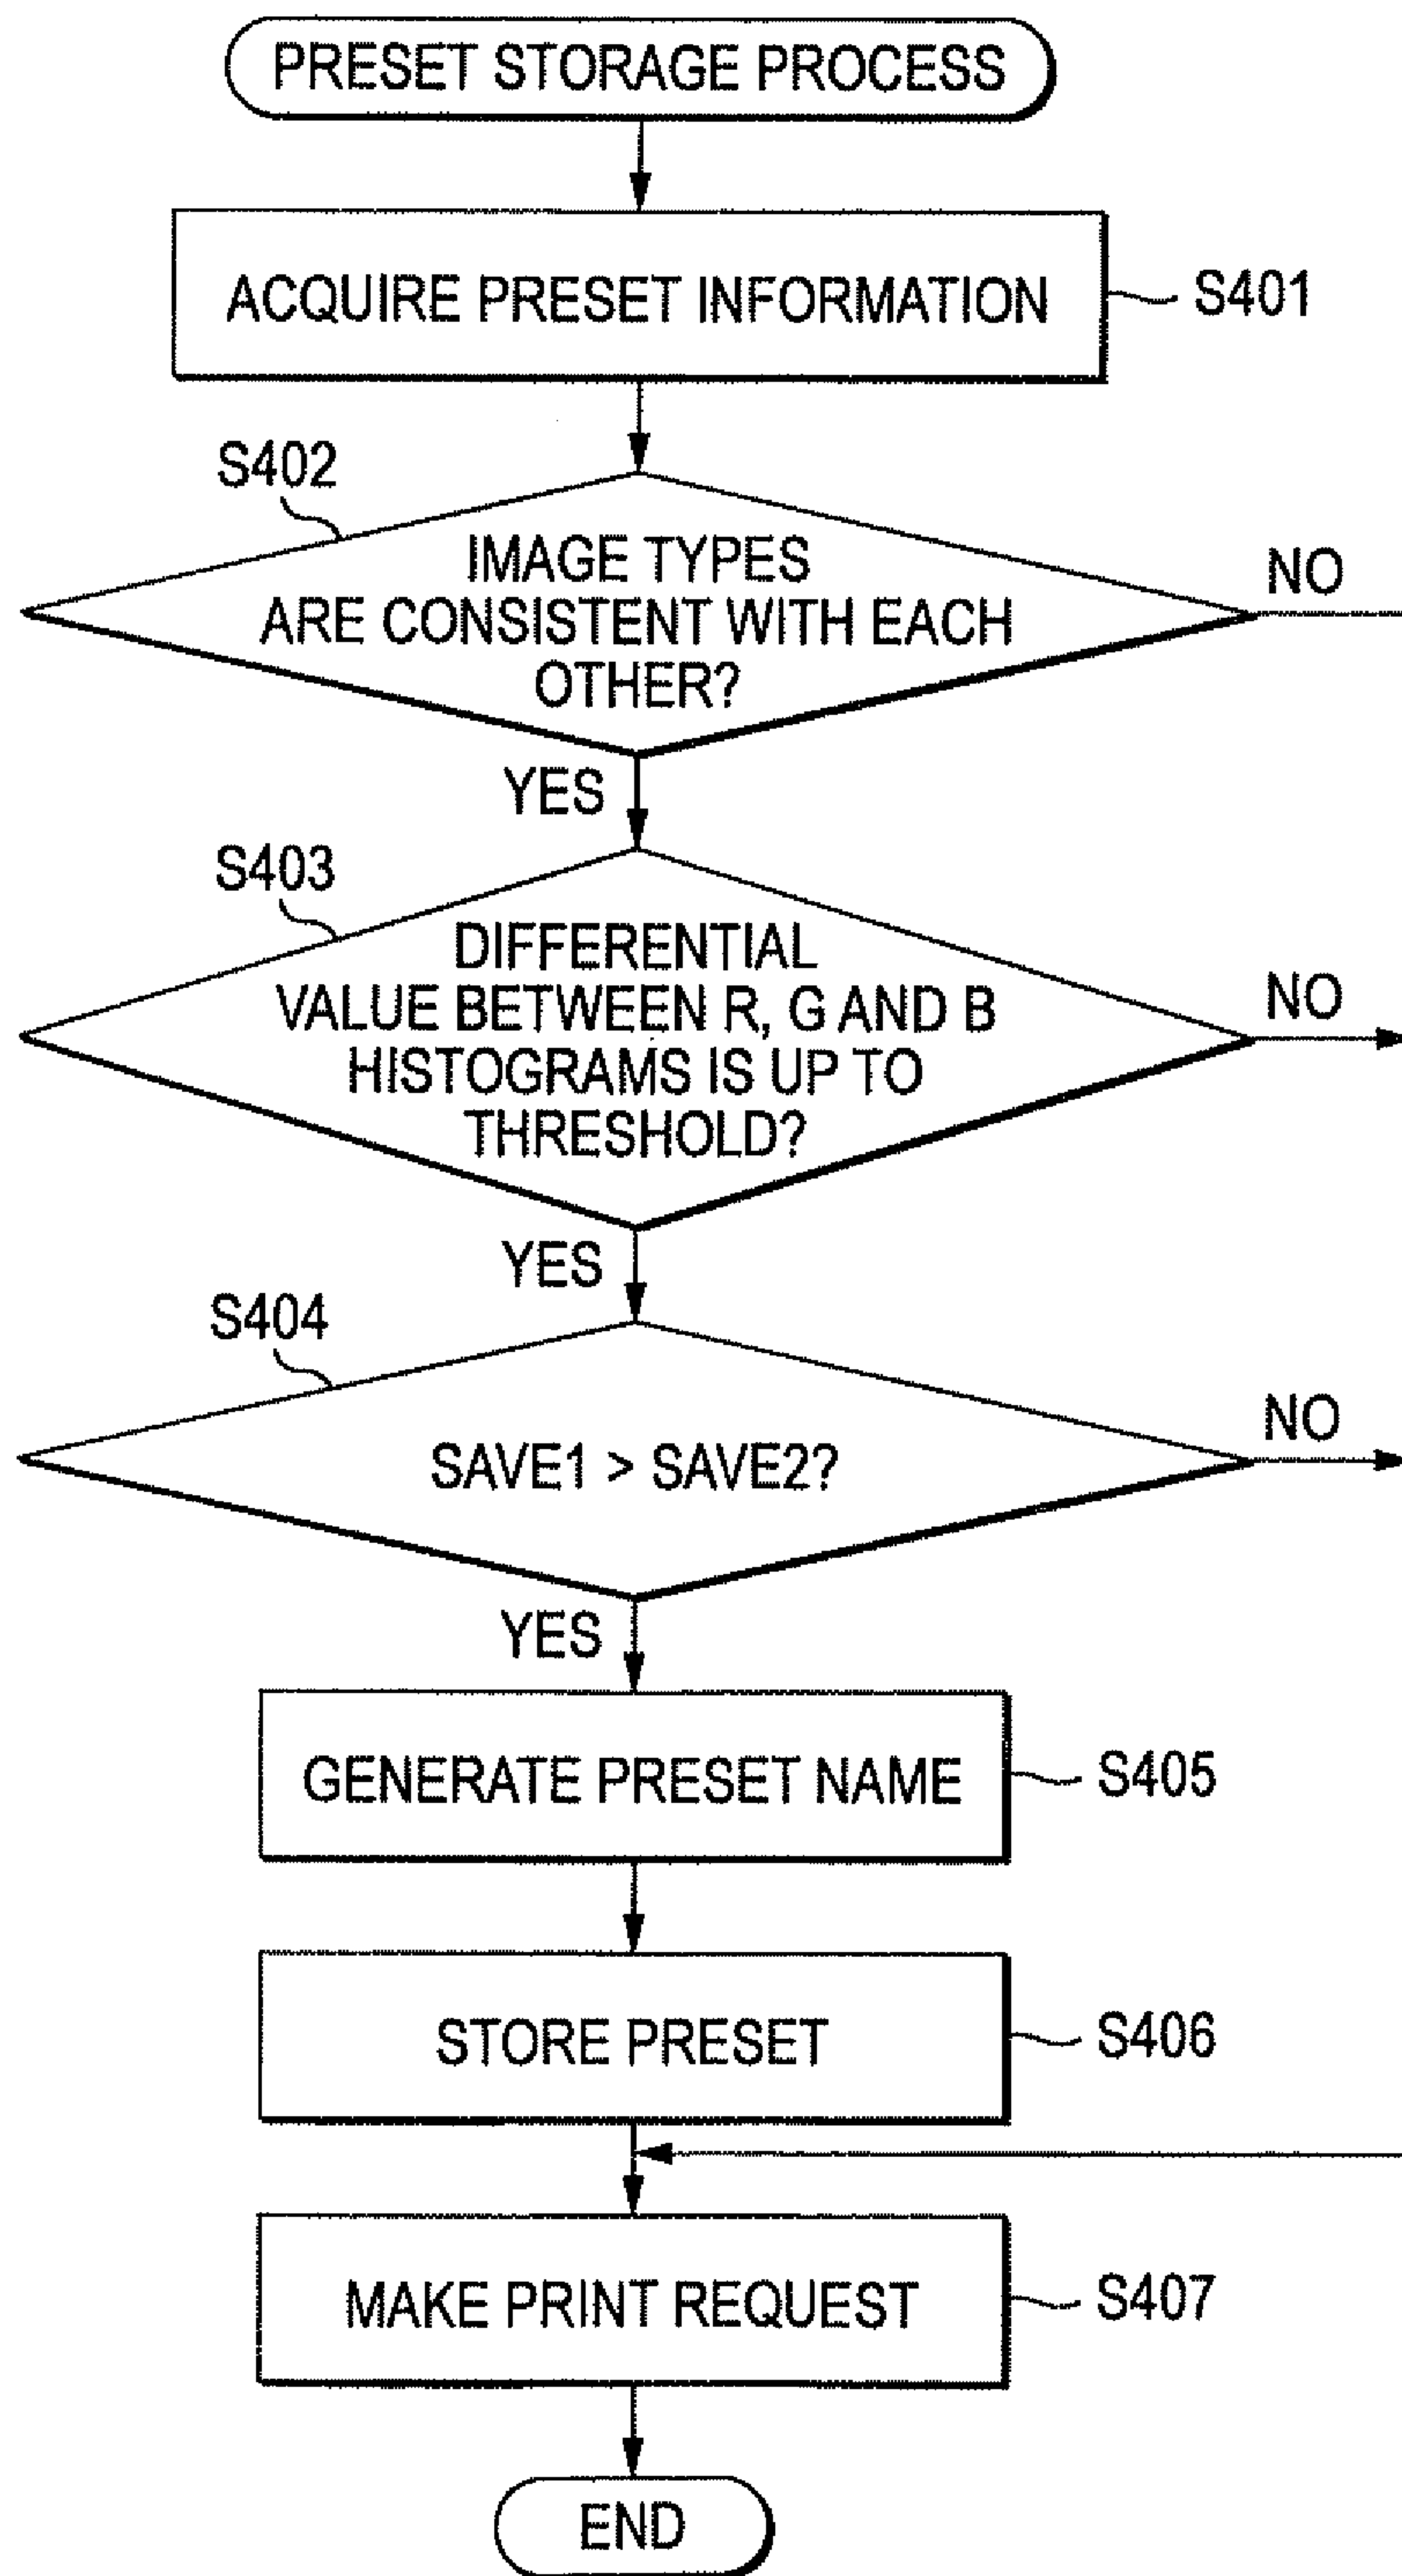 PRESET STORAGE PROCESS
ACQUIRE PRESET INFORMATION
S401
S402
IMAGE TYPES
ARE CONSISTENT WITH EACH
OTHER?
NO
YES
S403
DIFFERENTIAL
VALUE BETWEEN R, G AND B
HISTOGRAMS IS UP TO
THRESHOLD?
NO
YES
S404
SAVE1 > SAVE2?
NO
YES
GENERATE PRESET NAME
S405
STORE PRESET
S406
MAKE PRINT REQUEST
S407
END